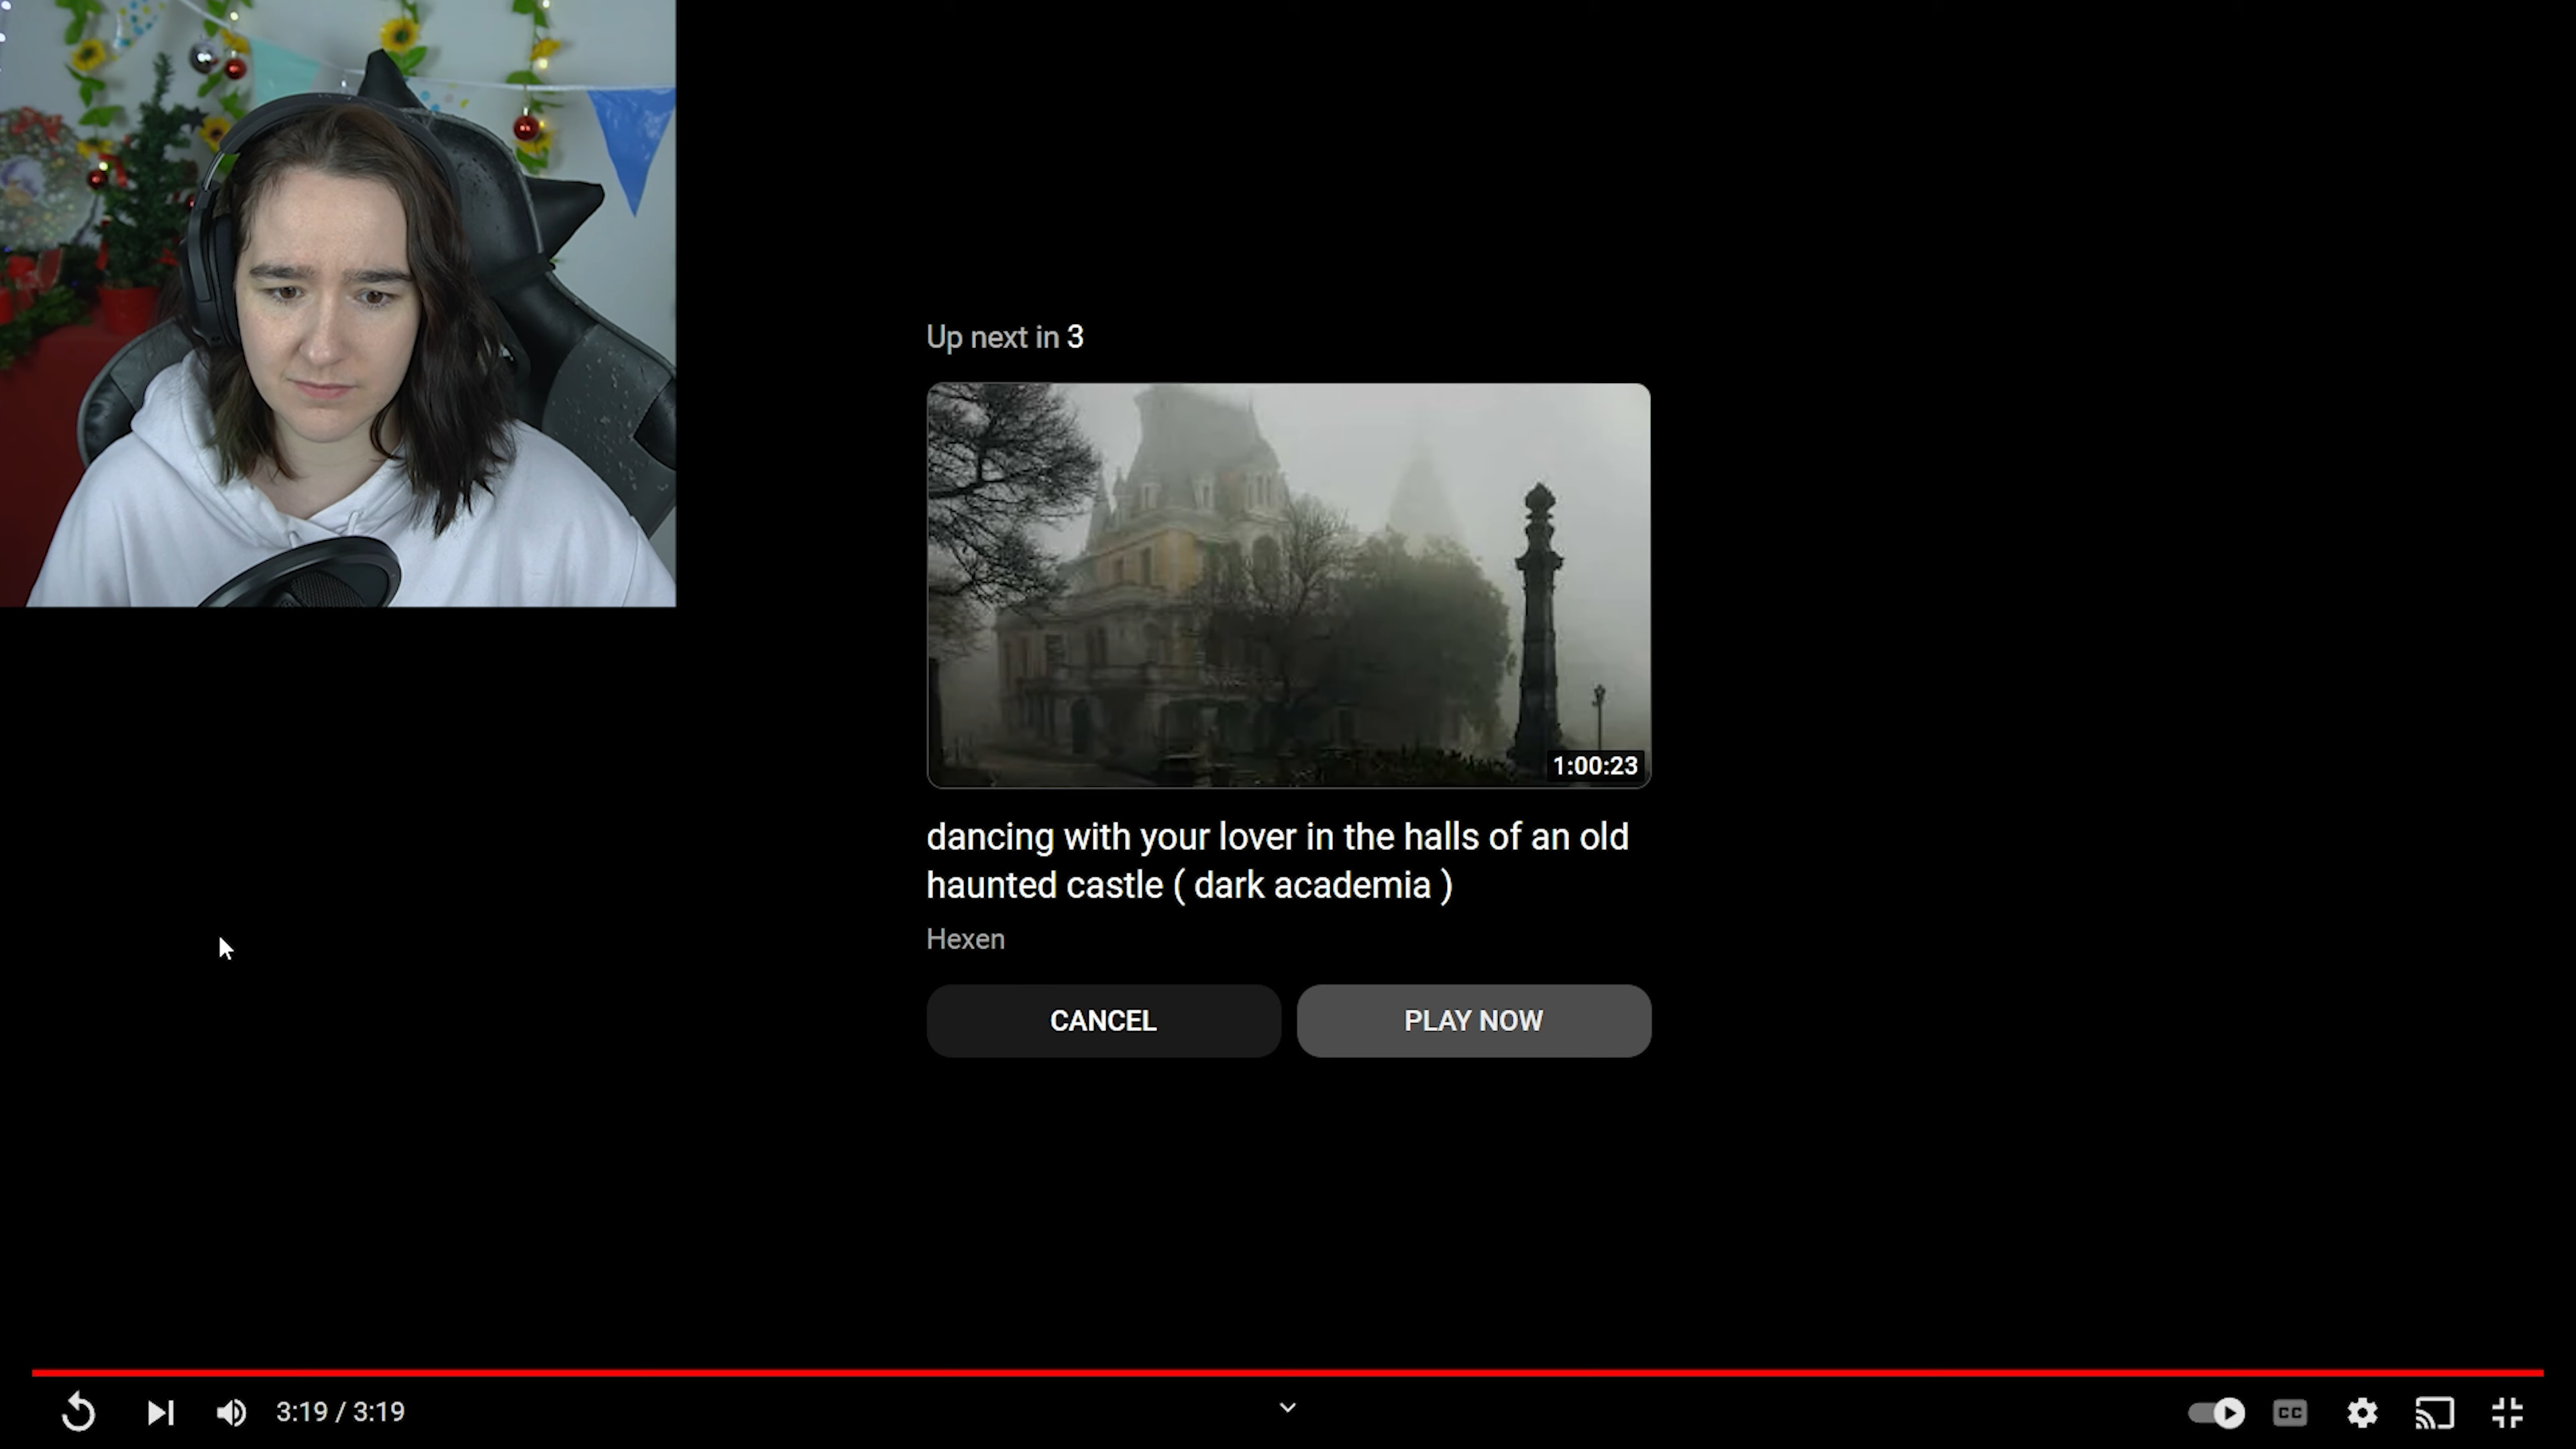 Up next in 3
1:00:23
dancing with your lover in the halls of an old
haunted castle ( dark academia )
Hexen
CANCEL
PLAY NOW
3:19 / 3:19
CC